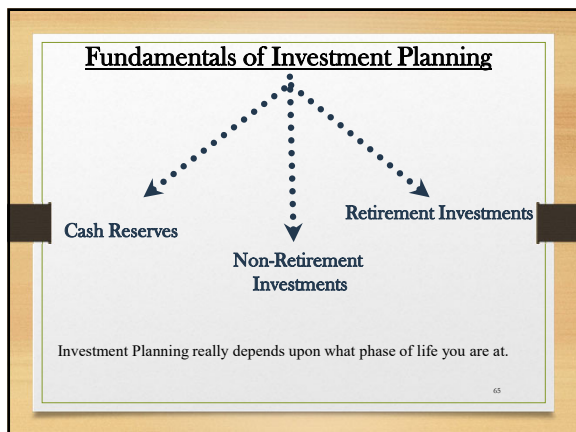 Fundamentals of Investment Planning
Cash Reserves
Non-Retirement
Investments
Retirement Investments
Investment Planning really depends upon what phase of life you are at.
65